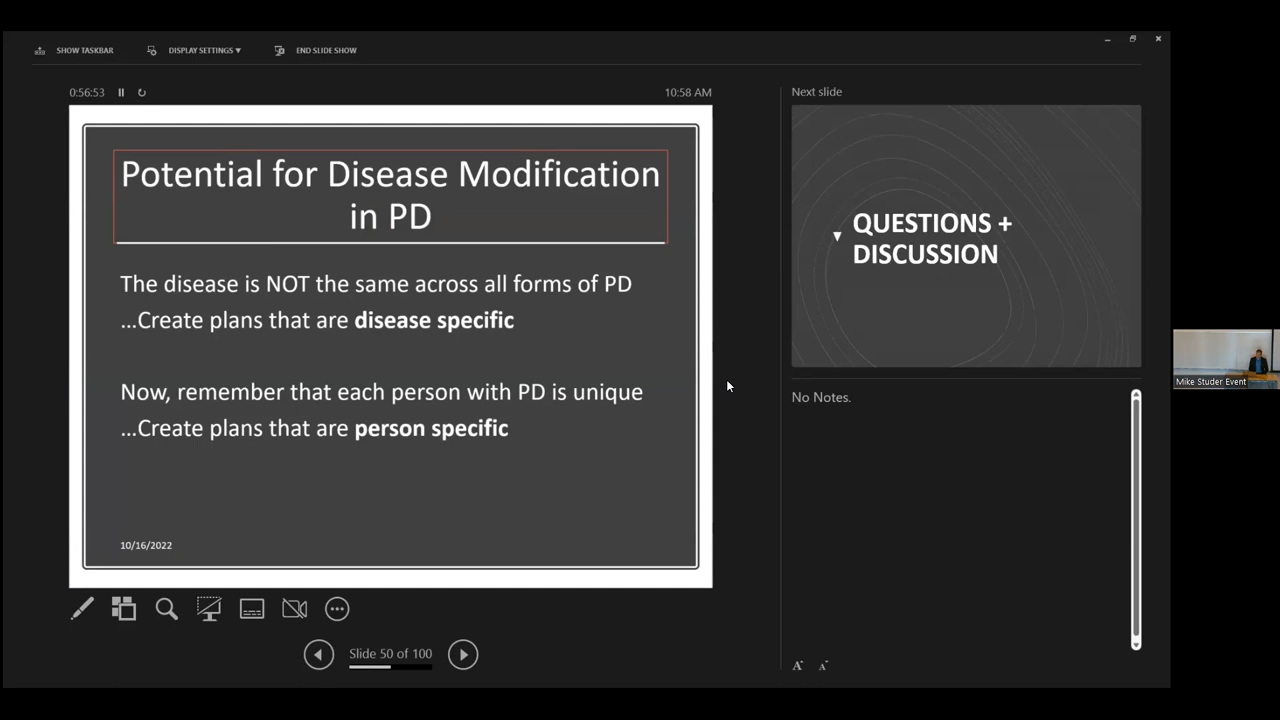 SHOW TASKBAR
DISPLAY SETTINGS ▼
END SLIDE SHOW
0:56:53
10:58 AM
Potential for Disease Modification
in PD
The disease is NOT the same across all forms of PD
...Create plans that are disease specific
Now, remember that each person with PD is unique
...Create plans that are person specific
10/16/2022
Slide 50 of 100
Next slide
QUESTIONS +
DISCUSSION
No Notes.
A A
Mike Studer Event